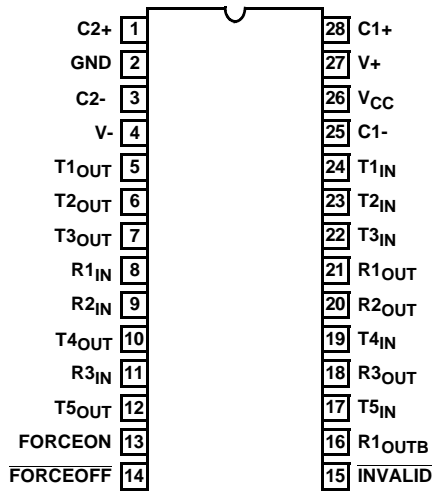 C2+ 1 28 C1+
GND 2 27 V+
C2- 3 26 VCC
V- 4 25 C1-
T1OUT 5 24 T1IN
T2OUT 6 23 T2IN
T3OUT 7 22 T3IN
R1IN 8 21 R1OUT
R2IN 9 20 R2OUT
T4OUT 10 19 T4IN
R3IN 11 18 R3OUT
T5OUT 12 17 T5IN
FORCEON 13 16 R1OUTB
FORCEOFF 14 15 INVALID